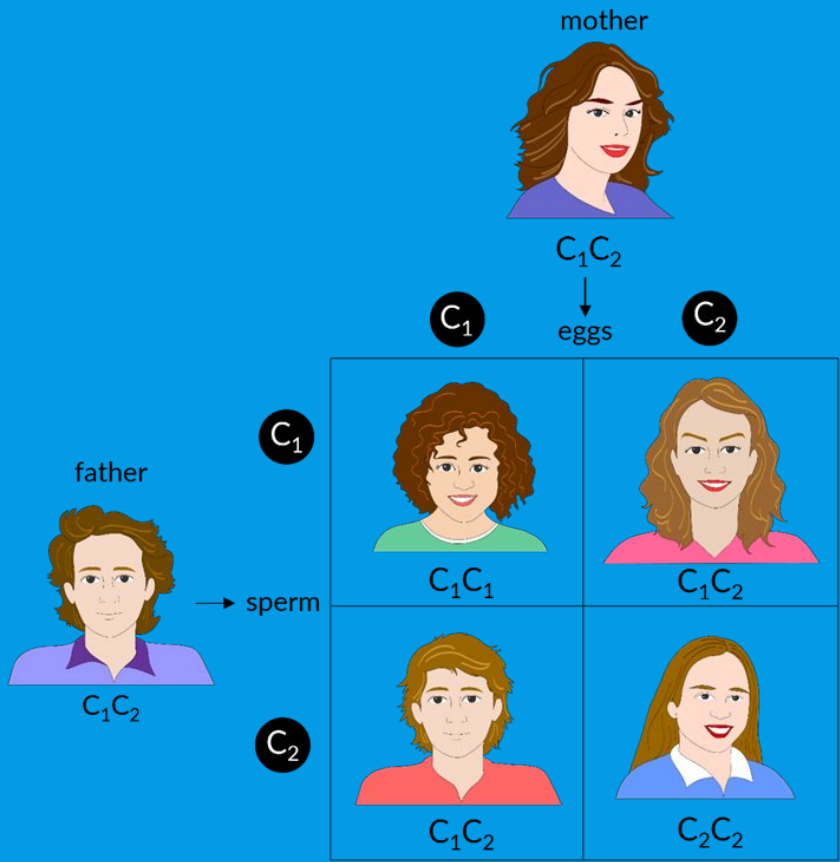 mother
C₁C₂
C₁ eggs C₂
C₁
father
C₁C₁ C₁C₂
sperm
C₁C₂
C₂
C₁C₂ C₂C₂